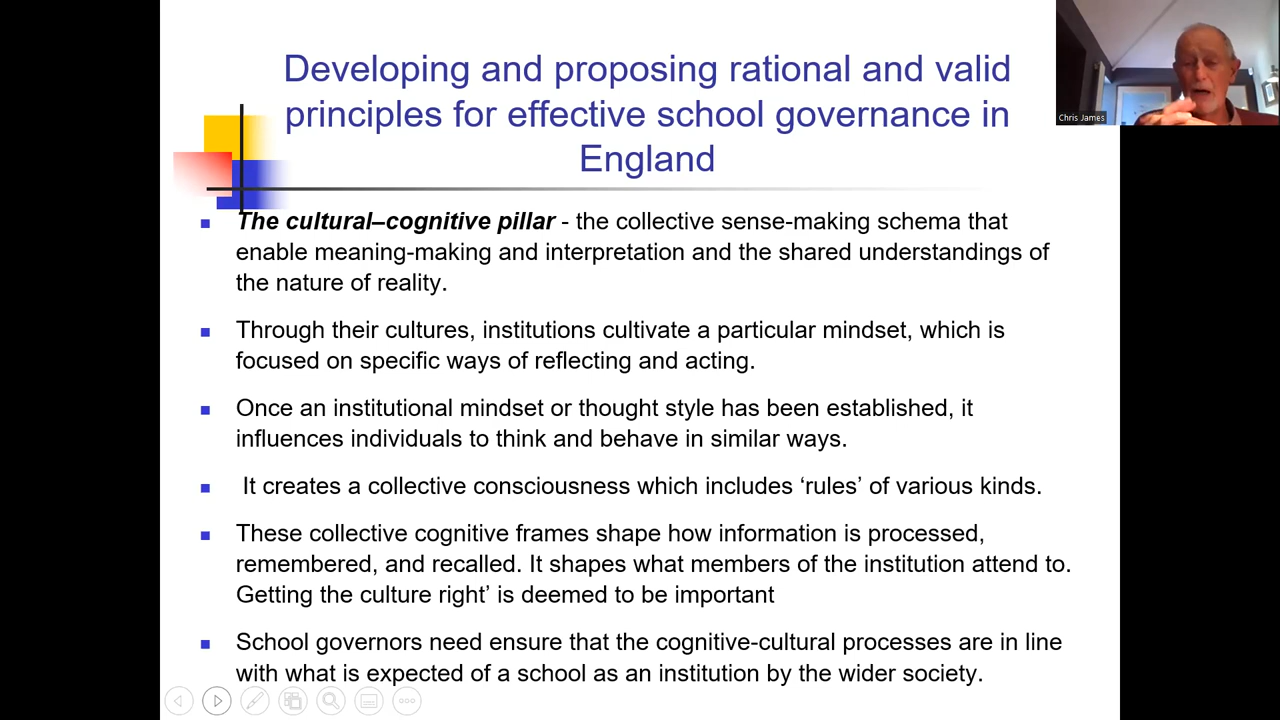 Developing and proposing rational and valid
principles for effective school governance in
England
Chris James
The cultural–cognitive pillar - the collective sense-making schema that
enable meaning-making and interpretation and the shared understandings of
the nature of reality.
Through their cultures, institutions cultivate a particular mindset, which is
focused on specific ways of reflecting and acting.
Once an institutional mindset or thought style has been established, it
influences individuals to think and behave in similar ways.
It creates a collective consciousness which includes ‘rules’ of various kinds.
These collective cognitive frames shape how information is processed,
remembered, and recalled. It shapes what members of the institution attend to.
Getting the culture right’ is deemed to be important
School governors need ensure that the cognitive-cultural processes are in line
with what is expected of a school as an institution by the wider society.